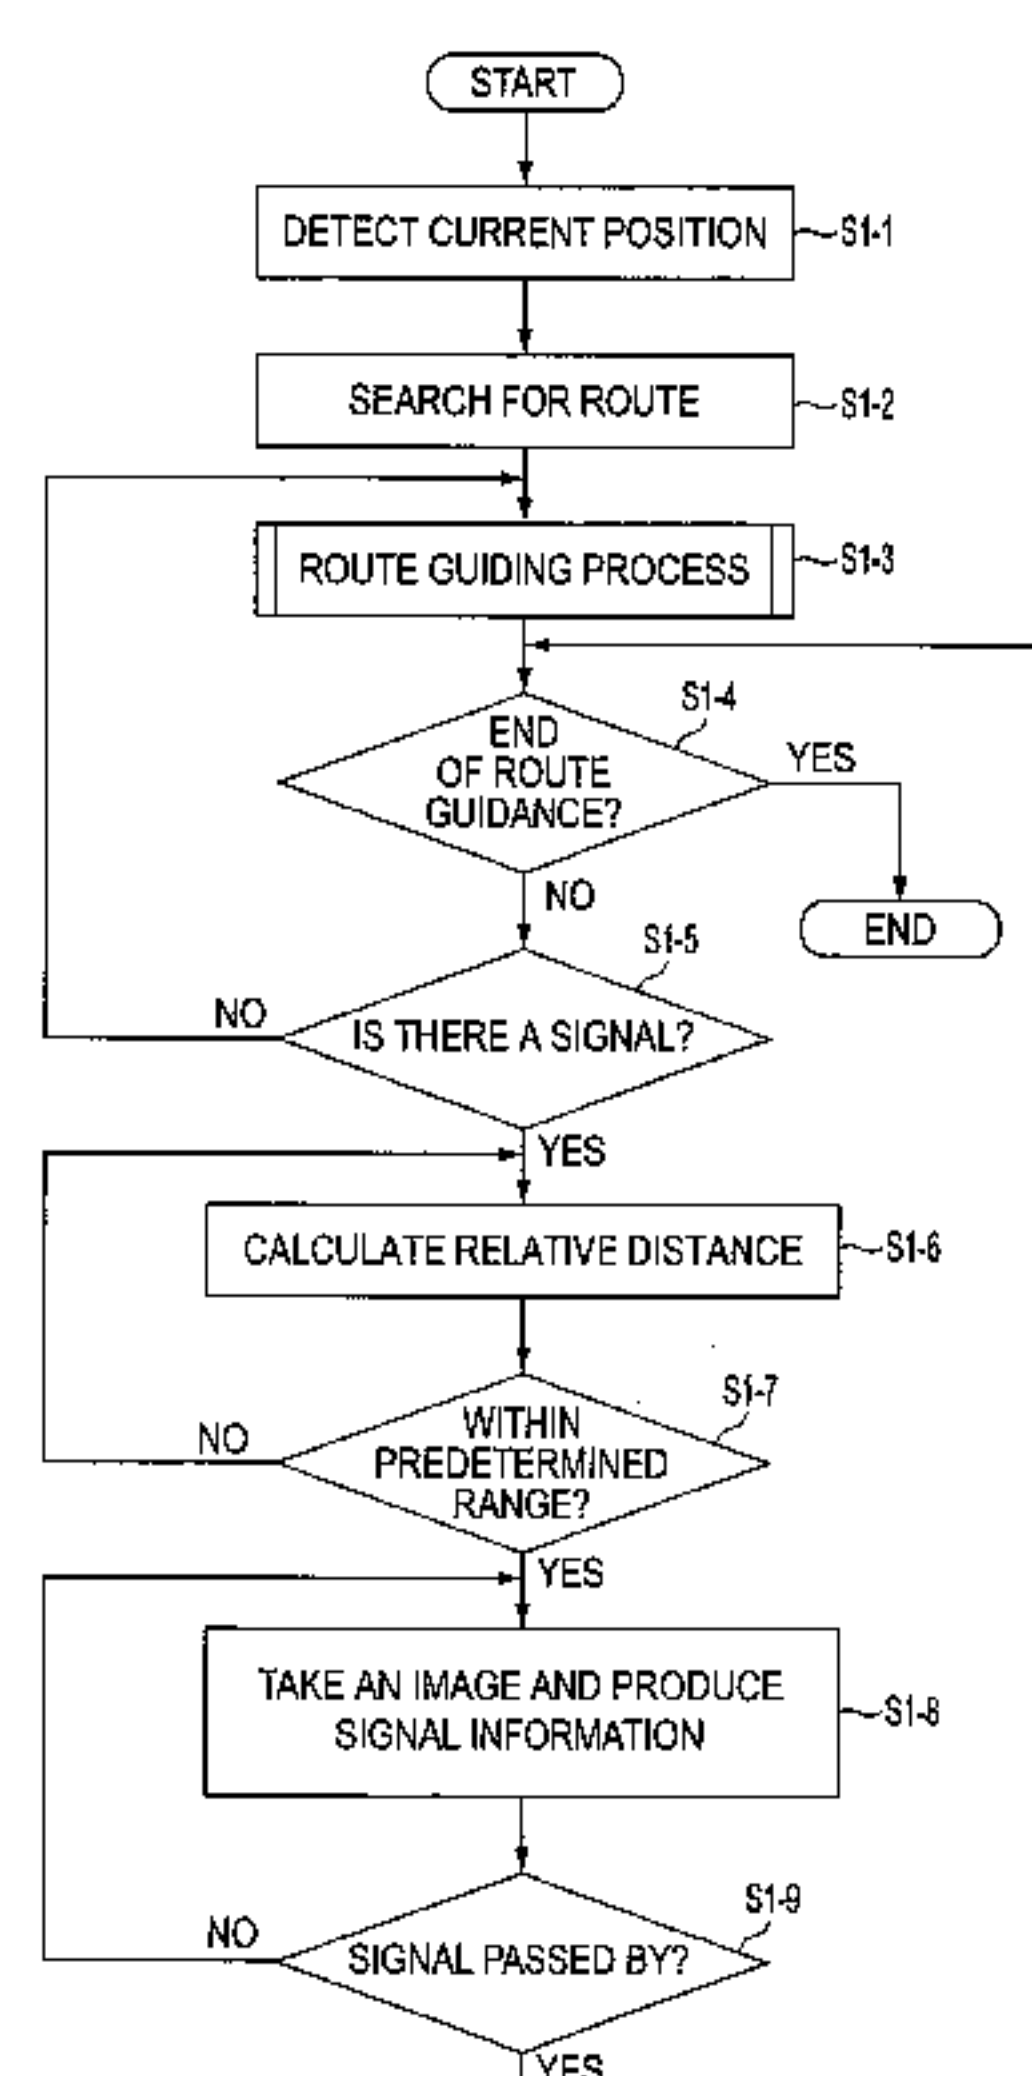 START
DETECT CURRENT POSITION
S1-1
SEARCH FOR ROUTE
S1-2
ROUTE GUIDING PROCESS
S1-3
S1-4
END
OF ROUTE
GUIDANCE?
YES
NO
END
S1-5
IS THERE A SIGNAL?
NO
YES
CALCULATE RELATIVE DISTANCE
S1-6
S1-7
WITHIN
PREDETERMINED
RANGE?
NO
YES
TAKE AN IMAGE AND PRODUCE
SIGNAL INFORMATION
S1-8
S1-9
SIGNAL PASSED BY?
NO
YES